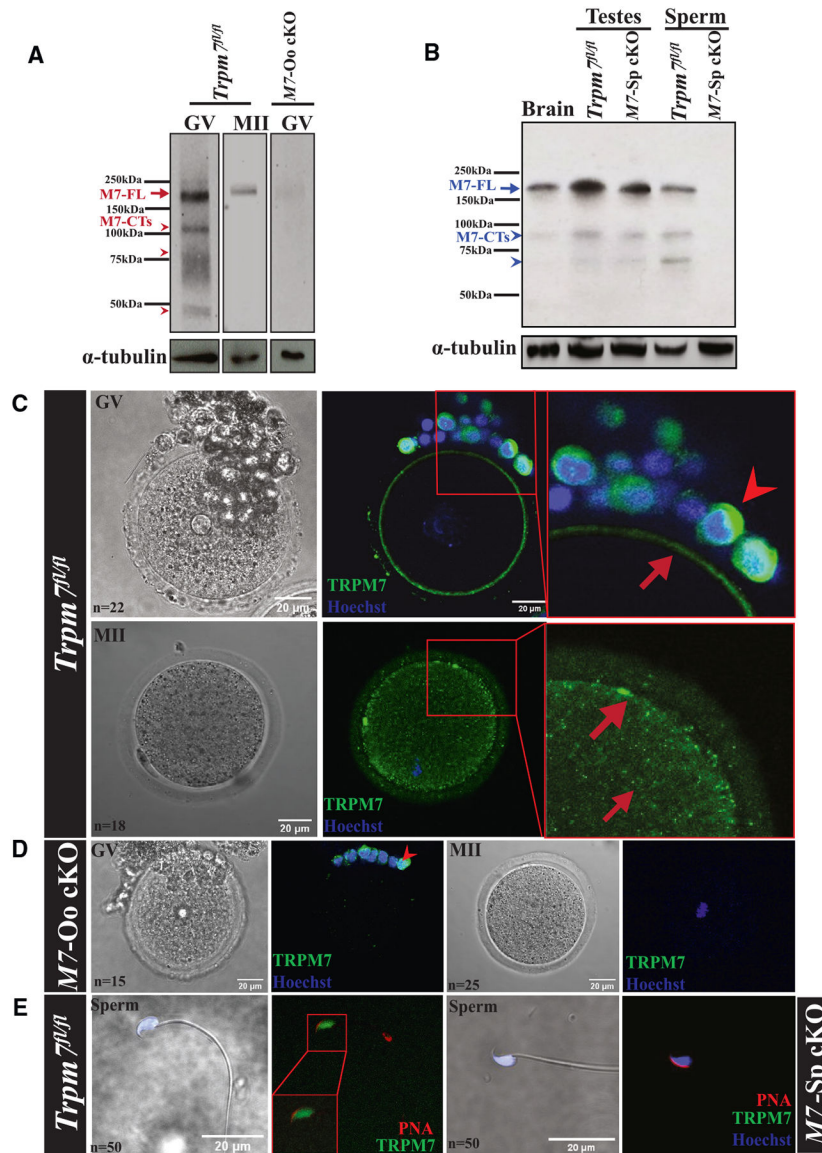 A
Trpm7fl/fl
M7-Oo cKO
GV
MII
GV
250kDa
M7-FL
150kDa
M7-CTs
100kDa
75kDa
50kDa
α-tubulin
B
Testes
Sperm
Brain
Trpm7fl/fl
M7-Sp cKO
Trpm7fl/fl
M7-Sp cKO
250kDa
M7-FL
150kDa
100kDa
M7-CTs
75kDa
50kDa
α-tubulin
C
Trpm7fl/fl
GV
n=22
20 µm
TRPM7
Hoechst
20 µm
MII
n=18
20 µm
TRPM7
Hoechst
D
M7-Oo cKO
GV
n=15
20 µm
TRPM7
Hoechst
MII
n=25
20 µm
TRPM7
Hoechst
E
Trpm7fl/fl
Sperm
n=50
20 µm
PNA
TRPM7
Sperm
n=50
20 µm
PNA
TRPM7
Hoechst
M7-Sp cKO